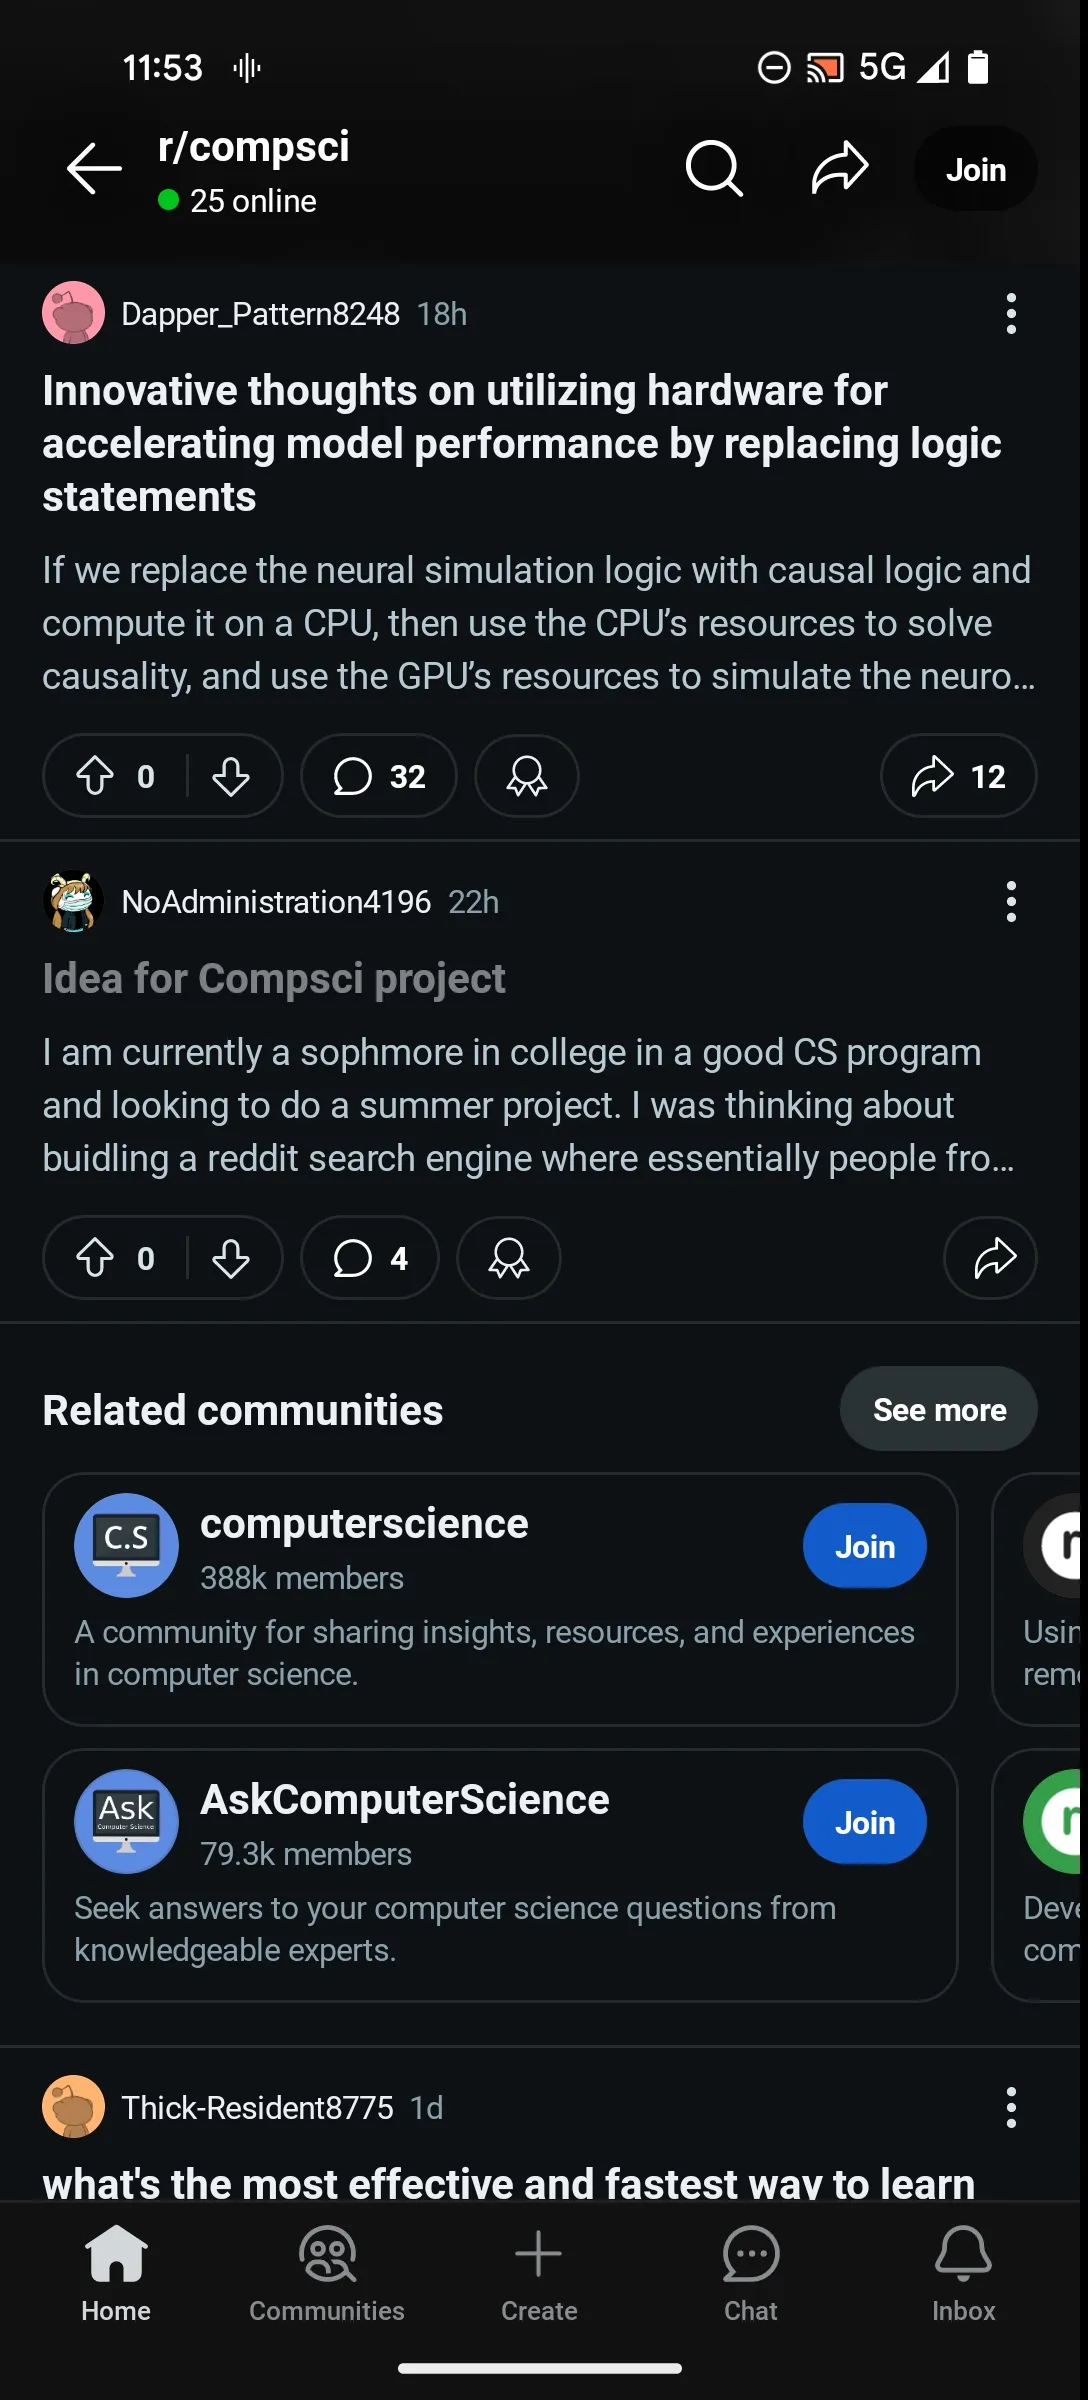 11:53
5G
r/compsci
25 online
Join
Dapper_Pattern8248 18h
Innovative thoughts on utilizing hardware for
accelerating model performance by replacing logic
statements
If we replace the neural simulation logic with causal logic and
compute it on a CPU, then use the CPU’s resources to solve
causality, and use the GPU’s resources to simulate the neuro…
0
32
12
NoAdministration4196 22h
Idea for Compsci project
I am currently a sophmore in college in a good CS program
and looking to do a summer project. I was thinking about
buidling a reddit search engine where essentially people fro…
0
4
Related communities
See more
C.S
computerscience
388k members
Join
A community for sharing insights, resources, and experiences
in computer science.
Ask
Computer Science
AskComputerScience
79.3k members
Join
Seek answers to your computer science questions from
knowledgeable experts.
Thick-Resident8775 1d
what's the most effective and fastest way to learn
Home
Communities
Create
Chat
Inbox